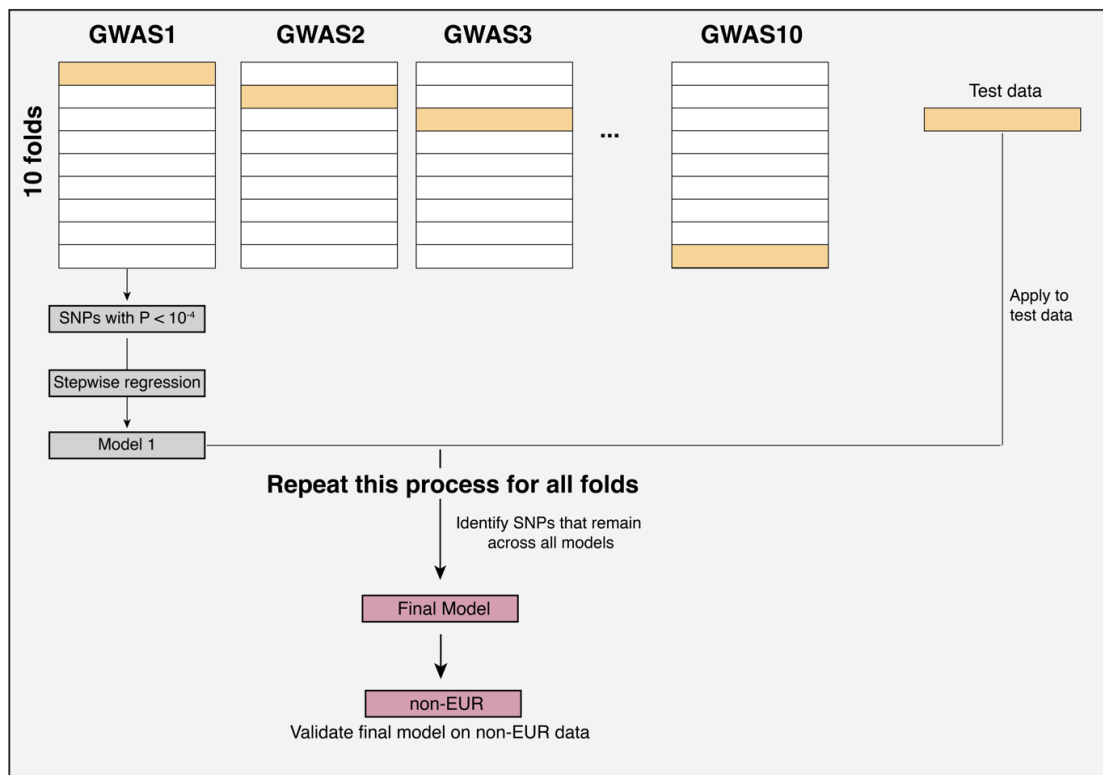 GWAS1
GWAS2
GWAS3
GWAS10
10 folds
...
Test data
SNPs with P < 10⁻⁴
Stepwise regression
Model 1
Apply to
test data
Repeat this process for all folds
Identify SNPs that remain
across all models
Final Model
non-EUR
Validate final model on non-EUR data